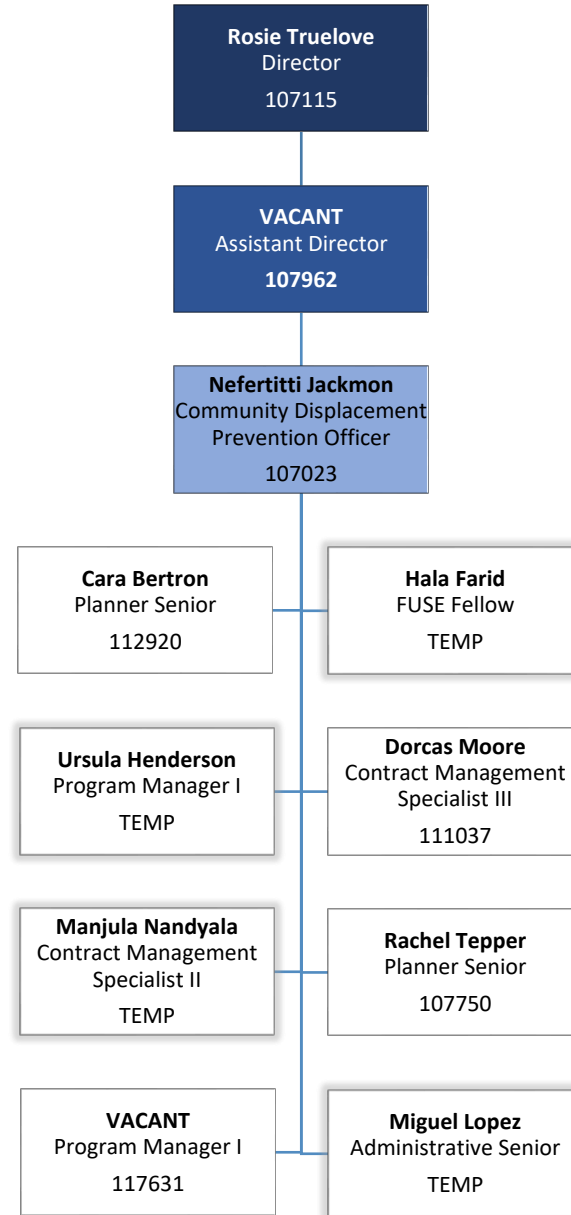 Rosie Truelove
Director
107115
VACANT
Assistant Director
107962
Nefertitti Jackmon
Community Displacement
Prevention Officer
107023
Cara Bertron
Planner Senior
112920
Hala Farid
FUSE Fellow
TEMP
Ursula Henderson
Program Manager I
TEMP
Dorcas Moore
Contract Management
Specialist III
111037
Manjula Nandyala
Contract Management
Specialist II
TEMP
Rachel Tepper
Planner Senior
107750
VACANT
Program Manager I
117631
Miguel Lopez
Administrative Senior
TEMP